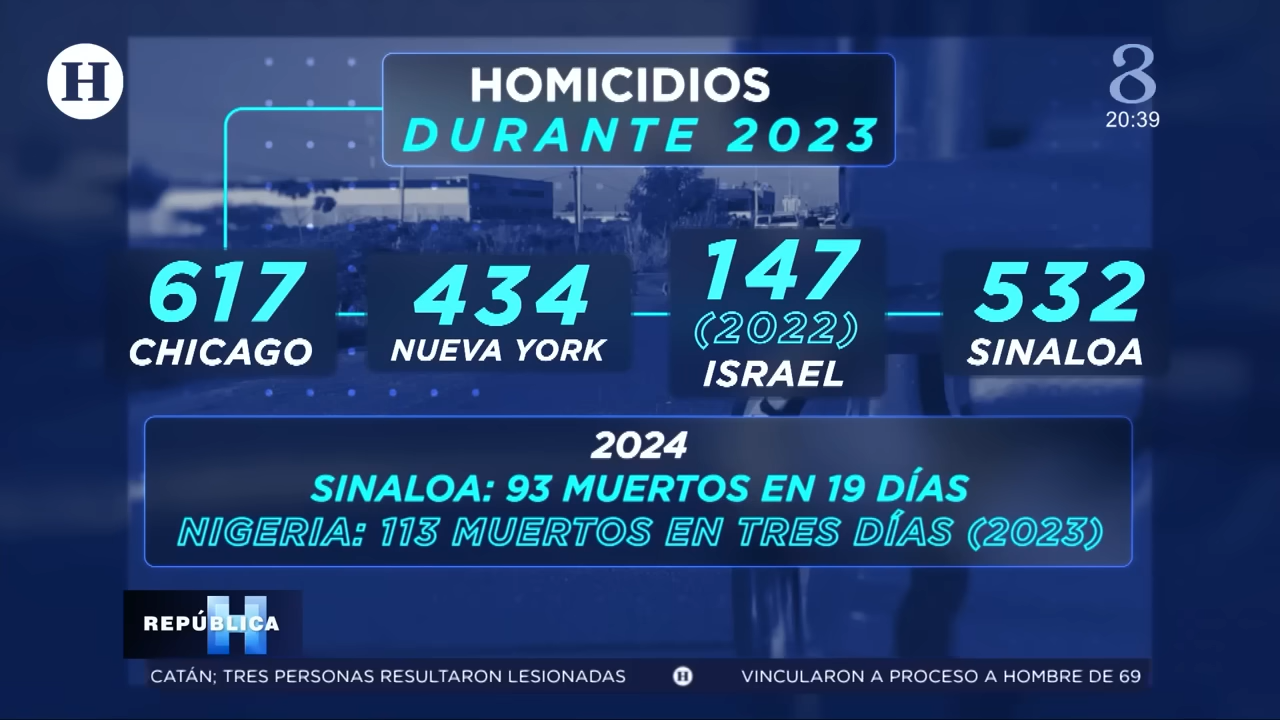 H
8
20:39
HOMICIDIOS
DURANTE 2023
617
CHICAGO
434
NUEVA YORK
147
(2022)
ISRAEL
532
SINALOA
2024
SINALOA: 93 MUERTOS EN 19 DÍAS
NIGERIA: 113 MUERTOS EN TRES DÍAS (2023)
REPÚBLICA
H
CATÁN; TRES PERSONAS RESULTARON LESIONADAS H VINCULARON A PROCESO A HOMBRE DE 69